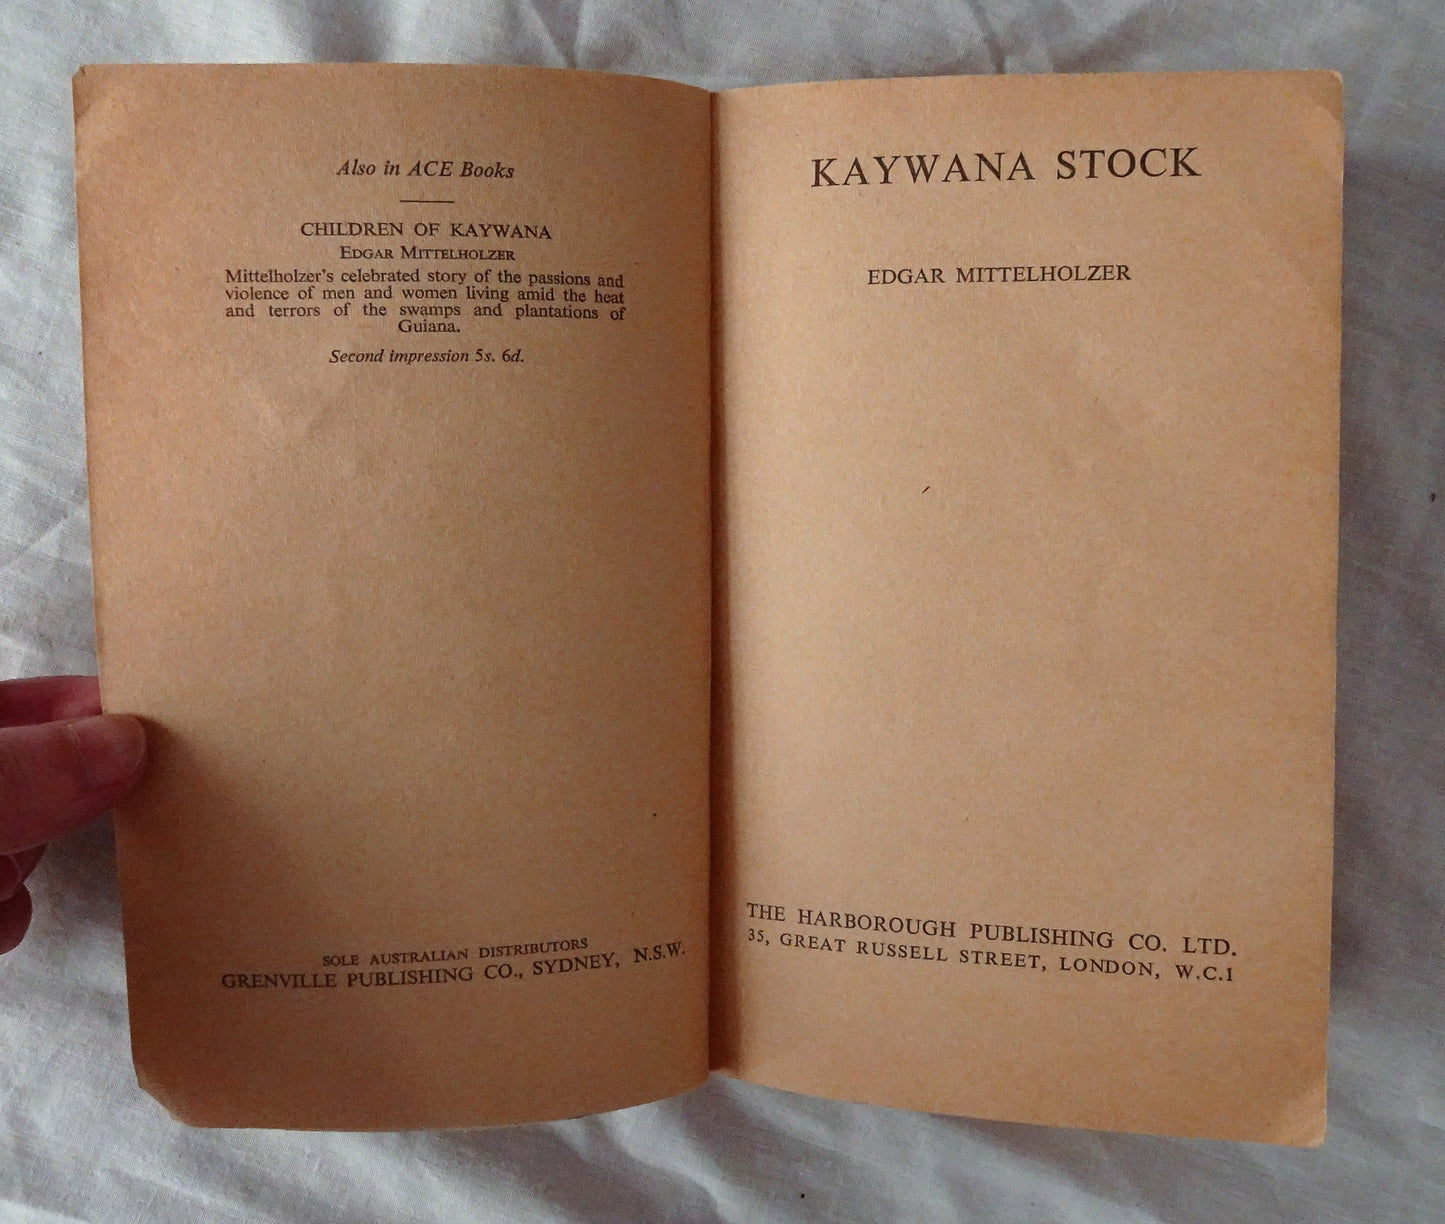 Also in ACE Books
CHILDREN OF KAYWANA
EDGAR MITTELHOLZER
Mittelholzer's celebrated story of the passions and
violence of men and women living amid the heat
and terrors of the swamps and plantations of
Guiana.
Second impression 5s. 6d.
SOLE AUSTRALIAN DISTRIBUTORS
GRENVILLE PUBLISHING CO., SYDNEY, N.S.W.
KAYWANA STOCK
EDGAR MITTELHOLZER
THE HARBOROUGH PUBLISHING CO. LTD.
35, GREAT RUSSELL STREET, LONDON, W.C.1